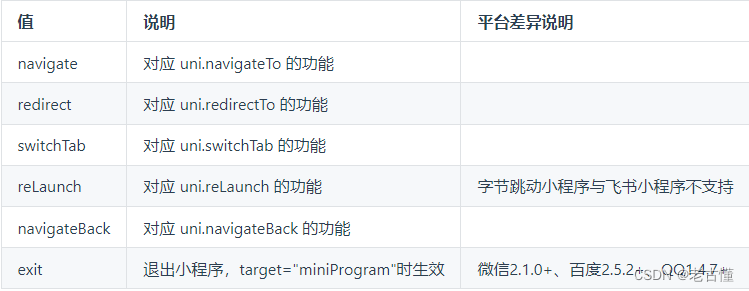 值 说明 平台差异说明
navigate 对应 uni.navigateTo 的功能
redirect 对应 uni.redirectTo 的功能
switchTab 对应 uni.switchTab 的功能
reLaunch 对应 uni.reLaunch 的功能 字节跳动小程序与飞书小程序不支持
navigateBack 对应 uni.navigateBack 的功能
exit 退出小程序，target="miniProgram"时生效 微信2.1.0+、百度2.5.2+、QQ1.4.7+
CSDN @老古懂